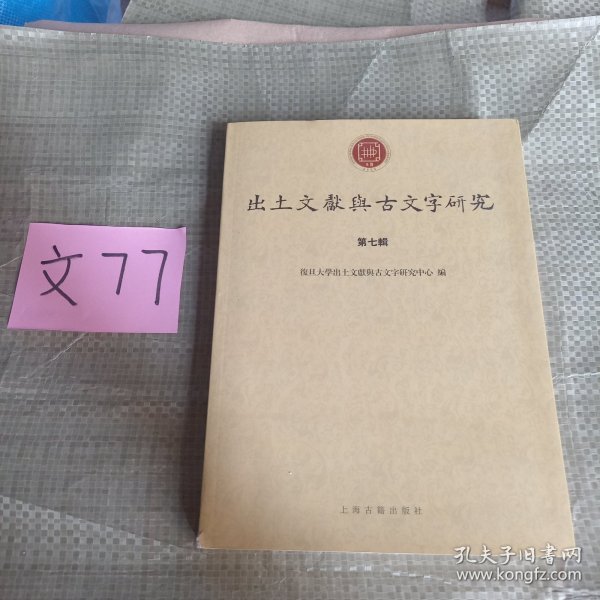 出土文獻與古文字研究
第七輯
復旦大學出土文獻與古文字研究中心 編
上海古籍出版社
文77
孔夫子旧书网
www.kongfz.com